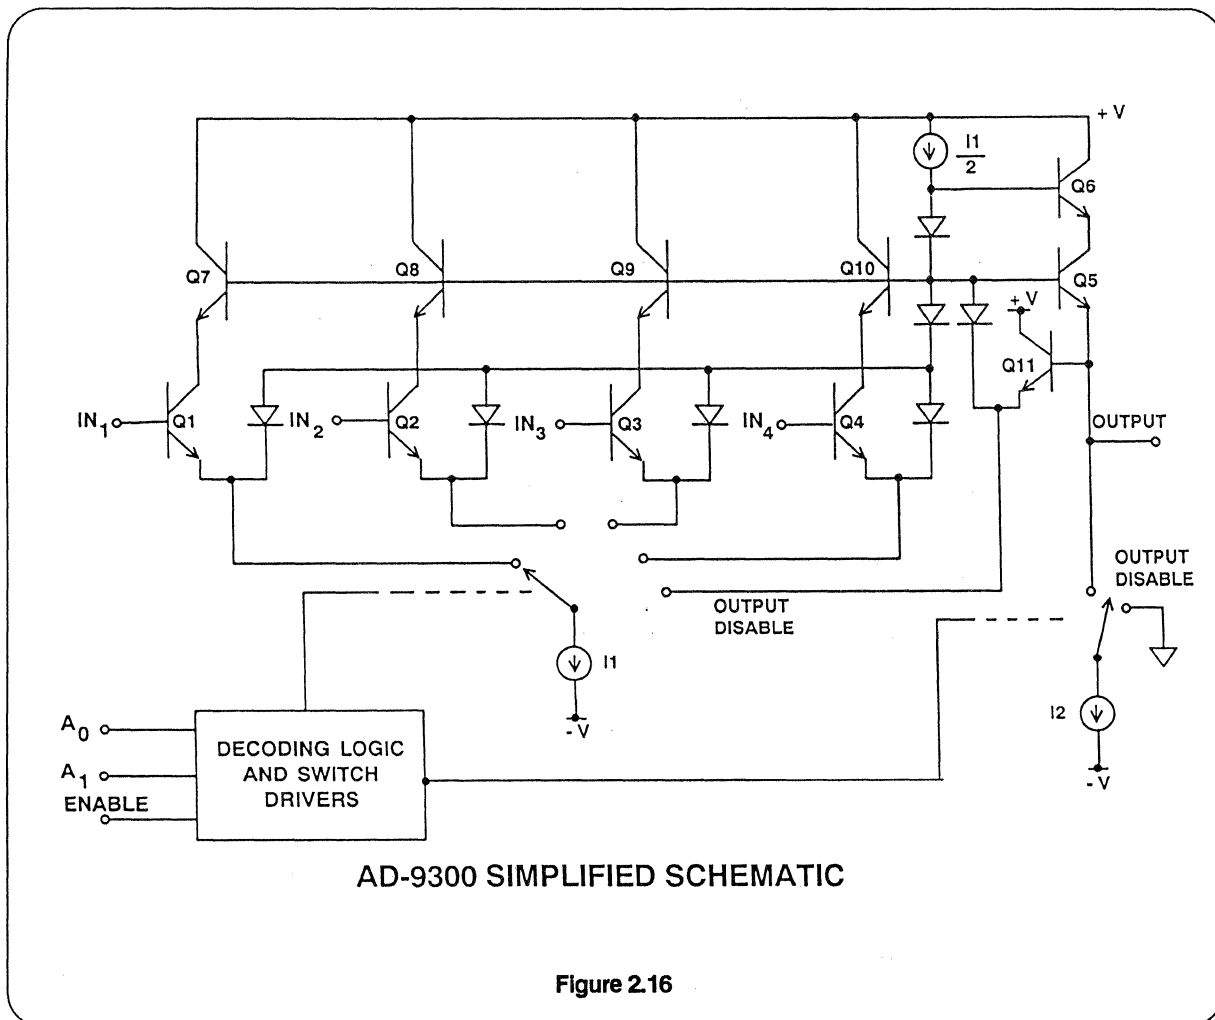 + V
I1
2
Q6
Q7
Q8
Q9
Q10
Q5
+ V
Q11
IN1
Q1
IN2
Q2
IN3
Q3
IN4
Q4
OUTPUT
OUTPUT
DISABLE
OUTPUT
DISABLE
I1
- V
I2
- V
A0
A1
ENABLE
DECODING LOGIC
AND SWITCH
DRIVERS
AD-9300 SIMPLIFIED SCHEMATIC
Figure 2.16